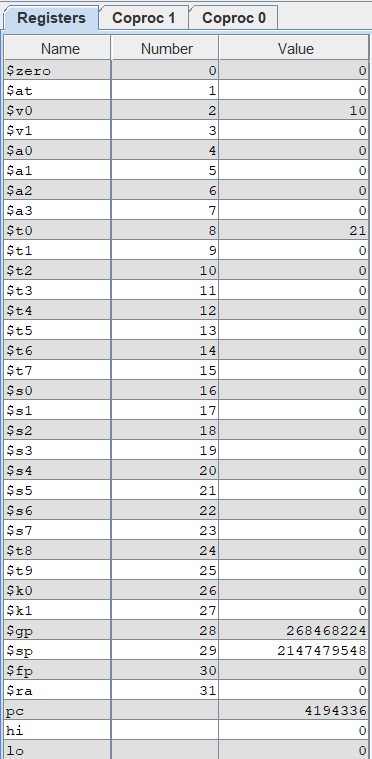 Registers Coproc 1 Coproc 0
Name Number Value
$zero 0 0
$at 1 0
$v0 2 10
$v1 3 0
$a0 4 0
$a1 5 0
$a2 6 0
$a3 7 0
$t0 8 21
$t1 9 0
$t2 10 0
$t3 11 0
$t4 12 0
$t5 13 0
$t6 14 0
$t7 15 0
$s0 16 0
$s1 17 0
$s2 18 0
$s3 19 0
$s4 20 0
$s5 21 0
$s6 22 0
$s7 23 0
$t8 24 0
$t9 25 0
$k0 26 0
$k1 27 0
$gp 28 268468224
$sp 29 2147479548
$fp 30 0
$ra 31 0
pc 4194336
hi 0
lo 0